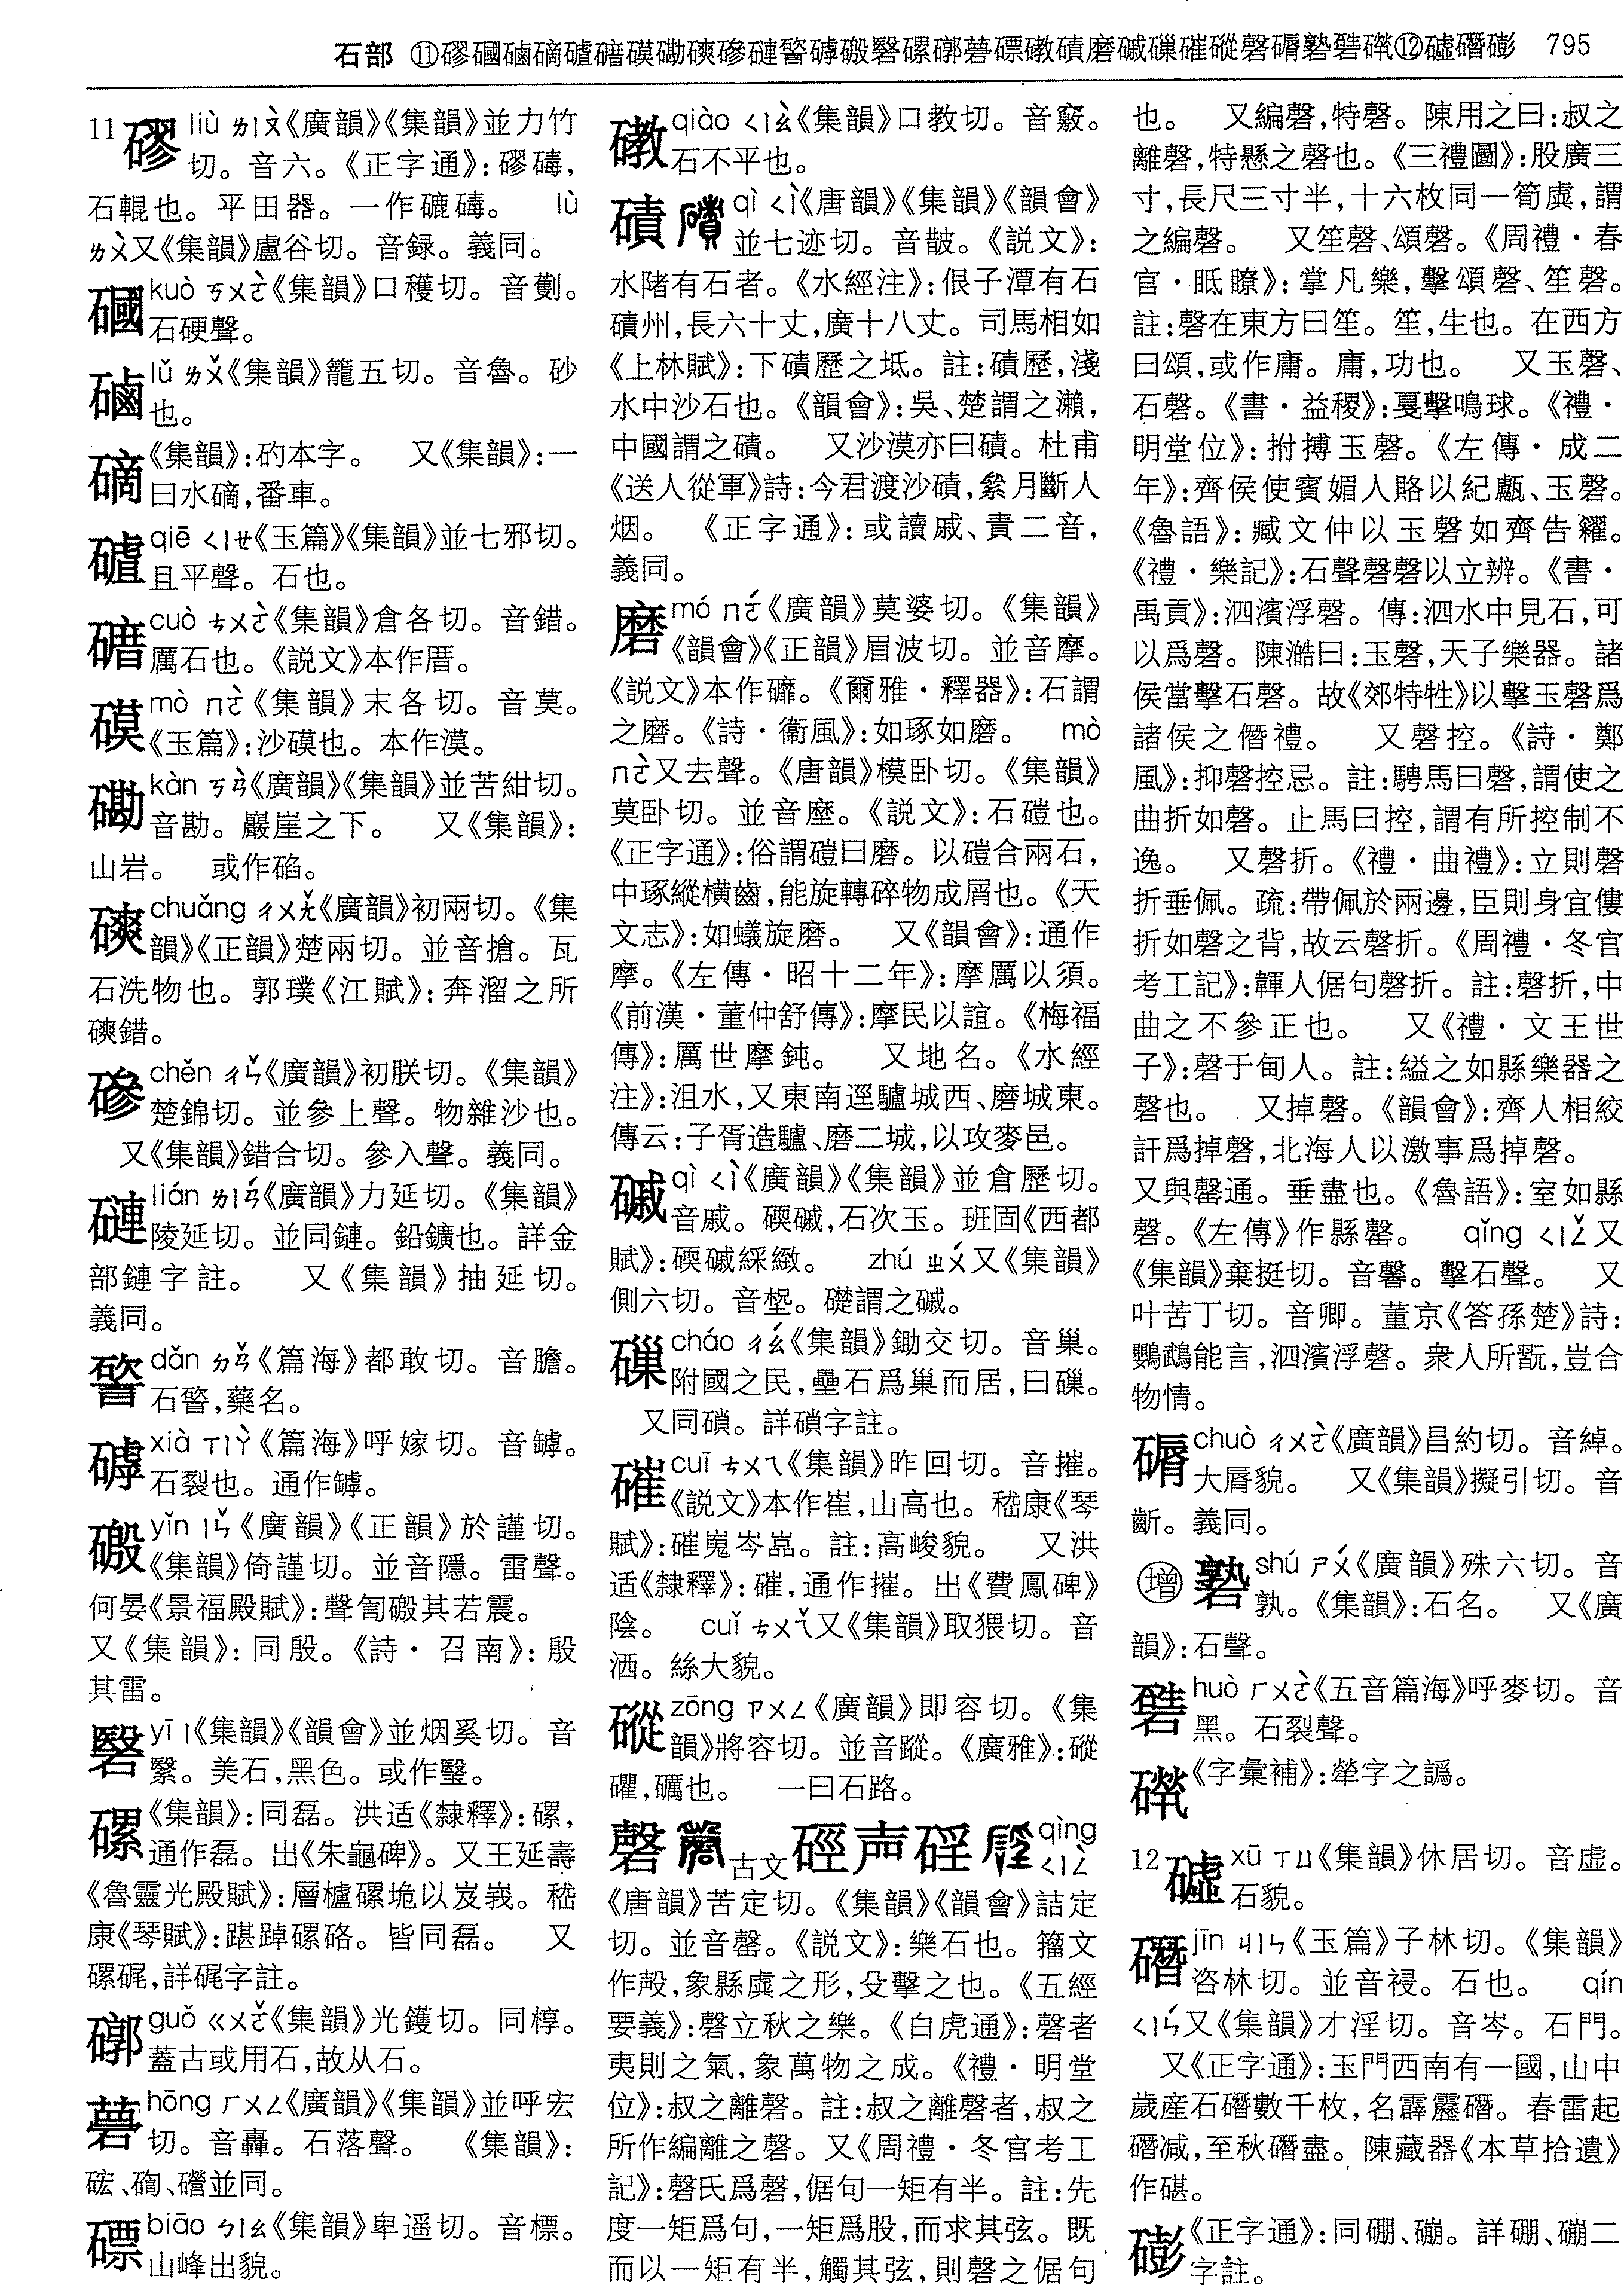 石部 ⑪磟礶磠碲䃊䃰䃺磡磢磣磏䃫䃍磤磬磥䃨䃔磦䃝磧磨磩䃮磪磫磬䃗䃞䃈⑫䃣䃡磞 795
11 磟 liù ㄌㄧㄡˋ《廣韻》《集韻》並力竹
切。音六。《正字通》:磟碡,
石輥也。平田器。一作磟碡。 lù
ㄌㄨˋ又《集韻》盧谷切。音録。義同。
kuò ㄎㄨㄛˋ《集韻》口穫切。音劐。
石硬聲。
磠 lǔ ㄌㄨˇ《集韻》籠五切。音魯。砂
也。
《集韻》:磓本字。 又《集韻》:一
曰水碲,番車。
qiē ㄑㄧㄝ《玉篇》《集韻》並七邪切。
且平聲。石也。
cuò ㄘㄨㄛˋ《集韻》倉各切。音錯。
厲石也。《説文》本作厝。
mò ㄇㄛˋ《集韻》末各切。音莫。
《玉篇》:沙磧也。本作漠。
磡 kàn ㄎㄢˋ《廣韻》《集韻》並苦紺切。
音勘。巖崖之下。 又《集韻》:
山岩。 或作硆。
磢 chuǎng ㄔㄨㄤˇ《廣韻》初兩切。《集
韻》《正韻》楚兩切。並音搶。瓦
石洗物也。郭璞《江賦》:奔溜之所
磢錯。
磣 chěn ㄔㄣˇ《廣韻》初朕切。《集韻》
楚錦切。並參上聲。物雜沙也。
又《集韻》錯合切。參入聲。義同。
磏 lián ㄌㄧㄢˊ《廣韻》力延切。《集韻》
陵延切。並同鏈。鉛鑛也。詳金
部鏈字註。 又《集韻》抽延切。
義同。
dǎn ㄉㄢˇ《篇海》都敢切。音膽。
石,藥名。
xià ㄒㄧㄚˋ《篇海》呼嫁切。音罅。
石裂也。通作罅。
磤 yǐn ㄧㄣˇ《廣韻》《正韻》於謹切。
《集韻》倚謹切。並音隱。雷聲。
何晏《景福殿賦》:聲訇磤其若震。
又《集韻》:同殷。《詩·召南》:殷
其雷。
yī ㄧ《集韻》《韻會》並烟奚切。音
繄。美石,黑色。或作瑿。
磥 《集韻》:同磊。洪适《隸釋》:磥,
通作磊。出《朱龜碑》。又王延壽
《魯靈光殿賦》:層櫨磥垝以岌峩。嵇
康《琴賦》:踸踔磥硌。皆同磊。 又
磥硊,詳硊字註。
guǒ ㄍㄨㄛˇ《集韻》光鑊切。同椁。
蓋古或用石,故从石。
hōng ㄏㄨㄥ《廣韻》《集韻》並呼宏
切。音轟。石落聲。 《集韻》:
硡、䃔、礚並同。
磦 biāo ㄅㄧㄠ《集韻》卑遥切。音標。
山峰出貌。
qiào ㄑㄧㄠˋ《集韻》口教切。音竅。
石不平也。
磧 qì ㄑㄧˋ《唐韻》《集韻》《韻會》
並七迹切。音皵。《説文》:
水陼有石者。《水經注》:佷子潭有石
磧州,長六十丈,廣十八丈。司馬相如
《上林賦》:下磧歷之坻。註:磧歷,淺
水中沙石也。《韻會》:吳、楚謂之瀨,
中國謂之磧。 又沙漠亦曰磧。杜甫
《送人從軍》詩:今君渡沙磧,纍月斷人
烟。 《正字通》:或讀戚、責二音,
義同。
磨 mó ㄇㄛˊ《廣韻》莫婆切。《集韻》
《韻會》《正韻》眉波切。並音摩。
《説文》本作礳。《爾雅·釋器》:石謂
之磨。《詩·衞風》:如琢如磨。 mò
ㄇㄛˋ又去聲。《唐韻》模卧切。《集韻》
莫卧切。並音塺。《説文》:石磑也。
《正字通》:俗謂磑曰磨。以磑合兩石,
中琢縱横齒,能旋轉碎物成屑也。《天
文志》:如蟻旋磨。 又《韻會》:通作
摩。《左傳·昭十二年》:摩厲以須。
《前漢·董仲舒傳》:摩民以誼。《梅福
傳》:厲世摩鈍。 又地名。《水經
注》:沮水,又東南逕驢城西、磨城東。
傳云:子胥造驢、磨二城,以攻麥邑。
磩 qì ㄑㄧˋ《廣韻》《集韻》並倉歷切。
音戚。碝磩,石次玉。班固《西都
賦》:碝磩綵緻。 zhú ㄓㄨˊ又《集韻》
側六切。音堲。礎謂之磩。
cháo ㄔㄠˊ《集韻》鋤交切。音巢。
附國之民,壘石爲巢而居,曰磼。
又同碅。詳碅字註。
磪 cuī ㄘㄨㄟ《集韻》昨回切。音摧。
《説文》本作崔,山高也。嵇康《琴
賦》:磪嵬岑嵓。註:高峻貌。 又洪
适《隸釋》:磪,通作摧。出《費鳳碑》
陰。 cuǐ ㄘㄨㄟˇ又《集韻》取猥切。音
洒。絲大貌。
磫 zōng ㄗㄨㄥ《廣韻》即容切。《集
韻》將容切。並音蹤。《廣雅》:磫
䂂,礪也。 一曰石路。
磬 古文 硜声䂪 qìng
ㄑㄧㄥˋ
《唐韻》苦定切。《集韻》《韻會》詰定
切。並音罄。《説文》:樂石也。籀文
作殸,象縣虡之形,殳擊之也。《五經
要義》:磬立秋之樂。《白虎通》:磬者
夷則之氣,象萬物之成。《禮·明堂
位》:叔之離磬。註:叔之離磬者,叔之
所作編離之磬。又《周禮·冬官考工
記》:磬氏爲磬,倨句一矩有半。註:先
度一矩爲句,一矩爲股,而求其弦。既
而以一矩有半,觸其弦,則磬之倨句
也。 又編磬,特磬。陳用之曰:叔之
離磬,特懸之磬也。《三禮圖》:股廣三
寸,長尺三寸半,十六枚同一筍虡,謂
之編磬。 又笙磬、頌磬。《周禮·春
官·眡瞭》:掌凡樂,擊頌磬、笙磬。
註:磬在東方曰笙。笙,生也。在西方
曰頌,或作庸。庸,功也。 又玉磬、
石磬。《書·益稷》:戛擊鳴球。《禮·
明堂位》:拊搏玉磬。《左傳·成二
年》:齊侯使賓媚人賂以紀甗、玉磬。
《魯語》:臧文仲以玉磬如齊告糴。
《禮·樂記》:石聲磬磬以立辨。《書·
禹貢》:泗濱浮磬。傳:泗水中見石,可
以爲磬。陳澔曰:玉磬,天子樂器。諸
侯當擊石磬。故《郊特牲》以擊玉磬爲
諸侯之僭禮。 又磬控。《詩·鄭
風》:抑磬控忌。註:騁馬曰磬,謂使之
曲折如磬。止馬曰控,謂有所控制不
逸。 又磬折。《禮·曲禮》:立則磬
折垂佩。疏:帶佩於兩邊,臣則身宜僂
折如磬之背,故云磬折。《周禮·冬官
考工記》:韗人倨句磬折。註:磬折,中
曲之不參正也。 又《禮·文王世
子》:磬于甸人。註:縊之如縣樂器之
磬也。 又掉磬。《韻會》:齊人相絞
訐爲掉磬,北海人以激事爲掉磬。
又與罄通。垂盡也。《魯語》:室如縣
磬。《左傳》作縣罄。 qǐng ㄑㄧㄥˇ又
《集韻》棄挺切。音謦。擊石聲。 又
叶苦丁切。音卿。董京《答孫楚》詩:
鸚鵡能言,泗濱浮磬。衆人所翫,豈合
物情。
chuò ㄔㄨㄛˋ《廣韻》昌約切。音綽。
大脣貌。 又《集韻》擬引切。音
齗。義同。
增 shú ㄕㄨˊ《廣韻》殊六切。音
孰。《集韻》:石名。 又《廣
韻》:石聲。
huò ㄏㄨㄛˋ《五音篇海》呼麥切。音
黑。石裂聲。
《字彙補》:犖字之譌。
12 xū ㄒㄩ《集韻》休居切。音虚。
石貌。
jīn ㄐㄧㄣ《玉篇》子林切。《集韻》
咨林切。並音祲。石也。 qín
ㄑㄧㄣˊ又《集韻》才淫切。音岑。石門。
又《正字通》:玉門西南有一國,山中
歲産石䃡數千枚,名霹靂䃡。春雷起
䃡減,至秋䃡盡。陳藏器《本草拾遺》
作碪。
《正字通》:同硼、磞。詳硼、磞二
字註。